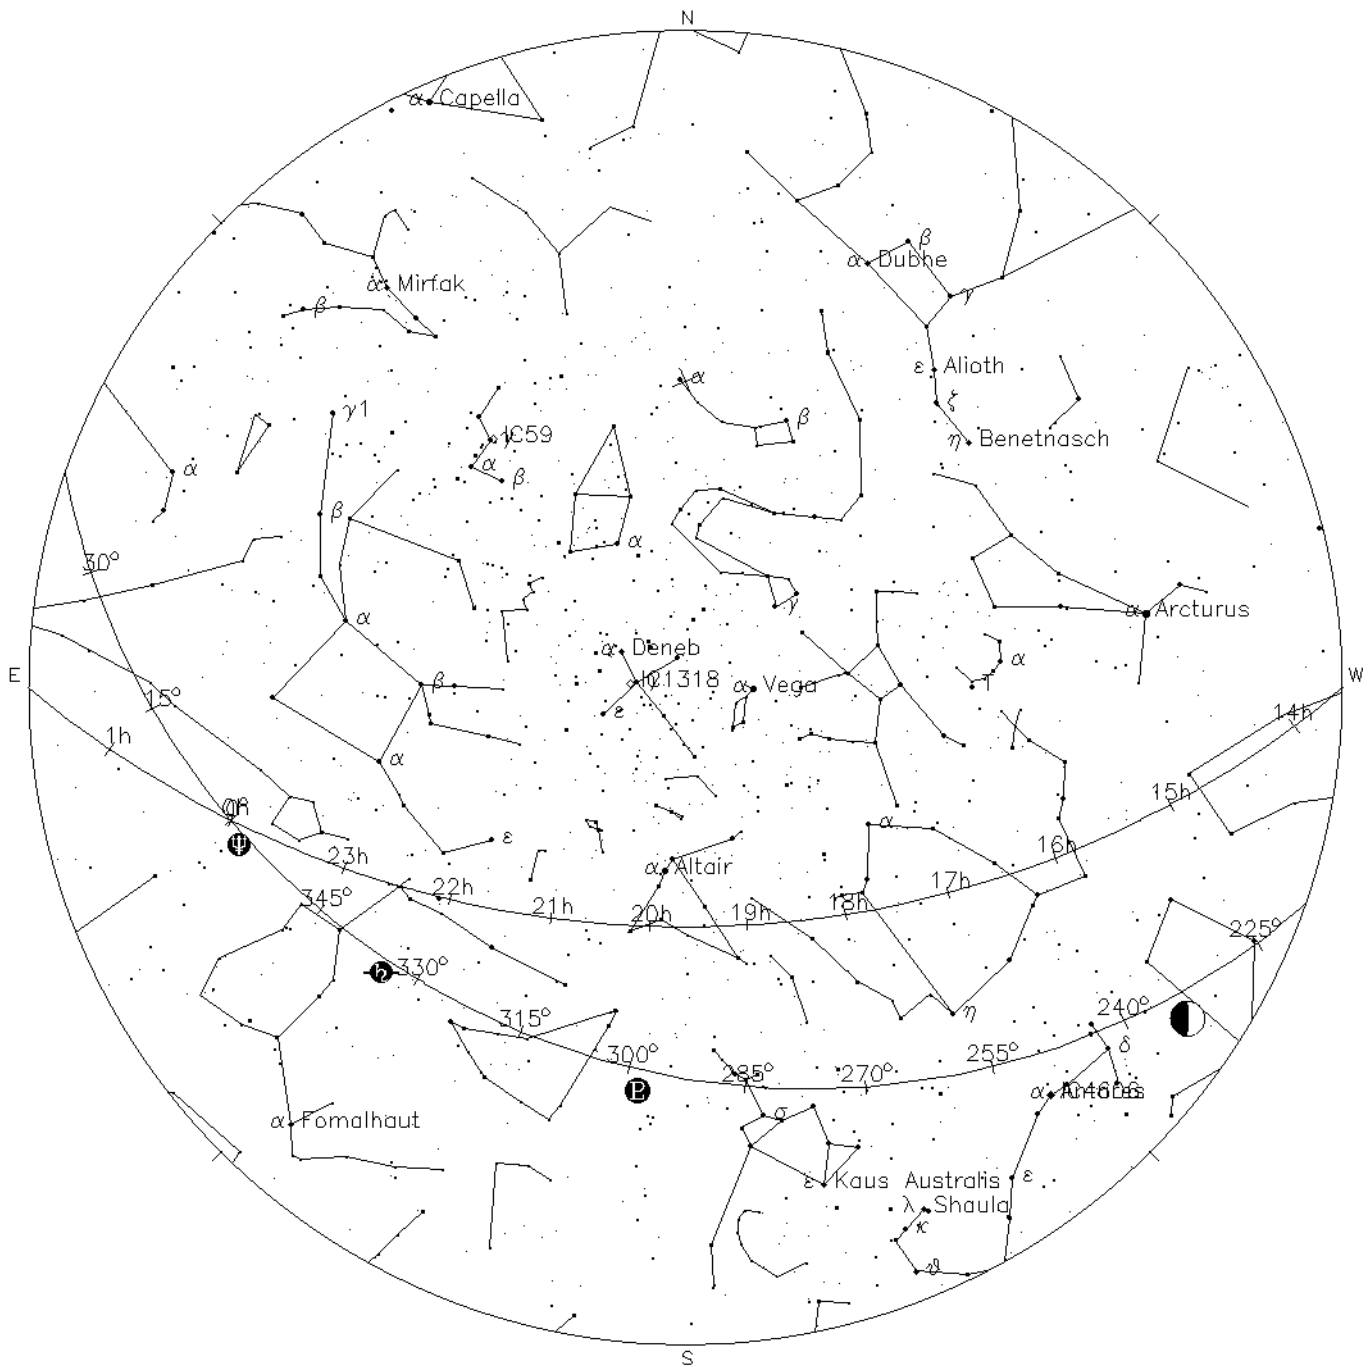 N
α Capella
β
α Dubhe
α Mirfak
γ
β
ε Alioth
α
ζ
γ1
β
IC59 γ
η Benetnasch
α
α
β
β
α
30°
γ
α Arcturus
α
α Deneb
α
E
W
β
α Vega
ε
15°
14h
1h
α
15h
0h
α
ε
16h
23h
α Altair
17h
345°
22h
21h
20h
19h
18h
225°
330°
η
240°
315°
δ
300°
285°
270°
255°
α Antares
σ
α Fomalhaut
ε Kaus Australis
ε
λ Shaula
κ
S